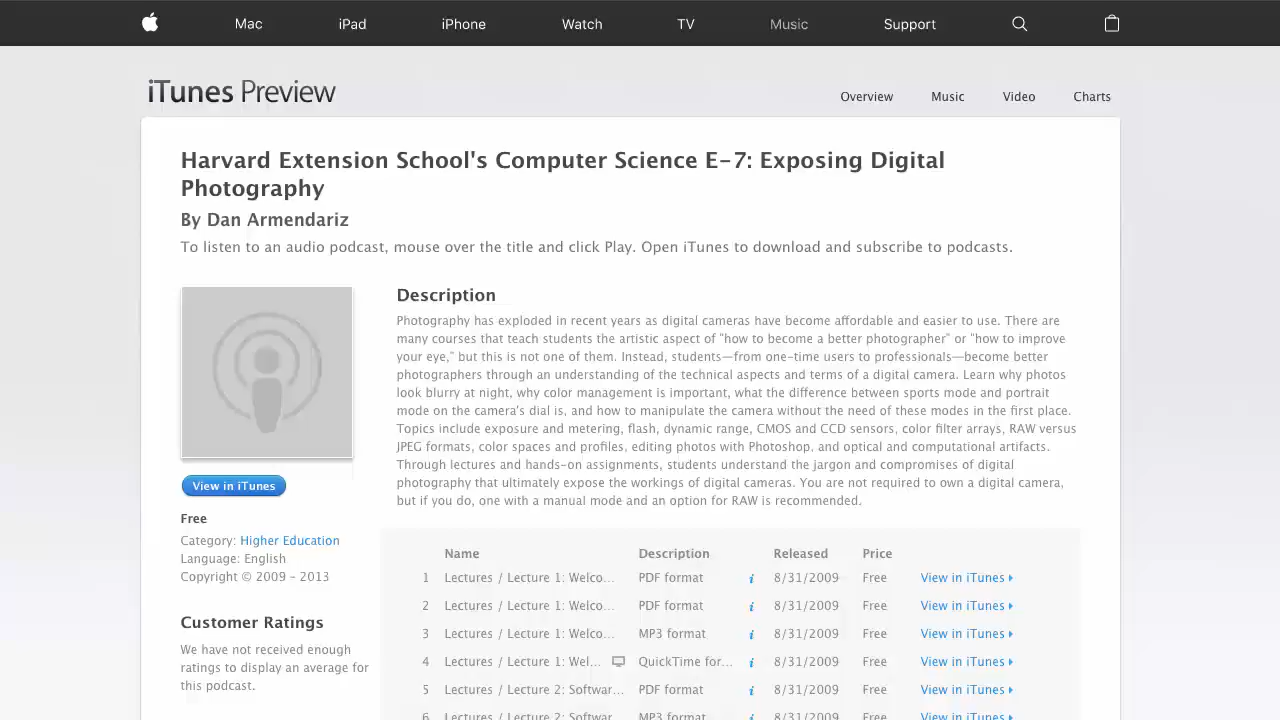 Mac iPad iPhone Watch TV Music Support
iTunes Preview
Overview Music Video Charts
Harvard Extension School's Computer Science E-7: Exposing Digital
Photography
By Dan Armendariz
To listen to an audio podcast, mouse over the title and click Play. Open iTunes to download and subscribe to podcasts.
Description
Photography has exploded in recent years as digital cameras have become affordable and easier to use. There are
many courses that teach students the artistic aspect of "how to become a better photographer" or "how to improve
your eye," but this is not one of them. Instead, students—from one-time users to professionals—become better
photographers through an understanding of the technical aspects and terms of a digital camera. Learn why photos
look blurry at night, why color management is important, what the difference between sports mode and portrait
mode on the camera's dial is, and how to manipulate the camera without the need of these modes in the first place.
Topics include exposure and metering, flash, dynamic range, CMOS and CCD sensors, color filter arrays, RAW versus
JPEG formats, color spaces and profiles, editing photos with Photoshop, and optical and computational artifacts.
Through lectures and hands-on assignments, students understand the jargon and compromises of digital
photography that ultimately expose the workings of digital cameras. You are not required to own a digital camera,
but if you do, one with a manual mode and an option for RAW is recommended.
View in iTunes
Free
Category: Higher Education
Language: English
Copyright © 2009 - 2013
Customer Ratings
We have not received enough
ratings to display an average for
this podcast.
Name Description Released Price
1 Lectures / Lecture 1: Welco... PDF format i 8/31/2009 Free View in iTunes
2 Lectures / Lecture 1: Welco... PDF format i 8/31/2009 Free View in iTunes
3 Lectures / Lecture 1: Welco... MP3 format i 8/31/2009 Free View in iTunes
4 Lectures / Lecture 1: Wel... QuickTime for... i 8/31/2009 Free View in iTunes
5 Lectures / Lecture 2: Softwar... PDF format i 8/31/2009 Free View in iTunes
6 Lectures / Lecture 2: Softwar... MP3 format i 8/31/2009 Free View in iTunes